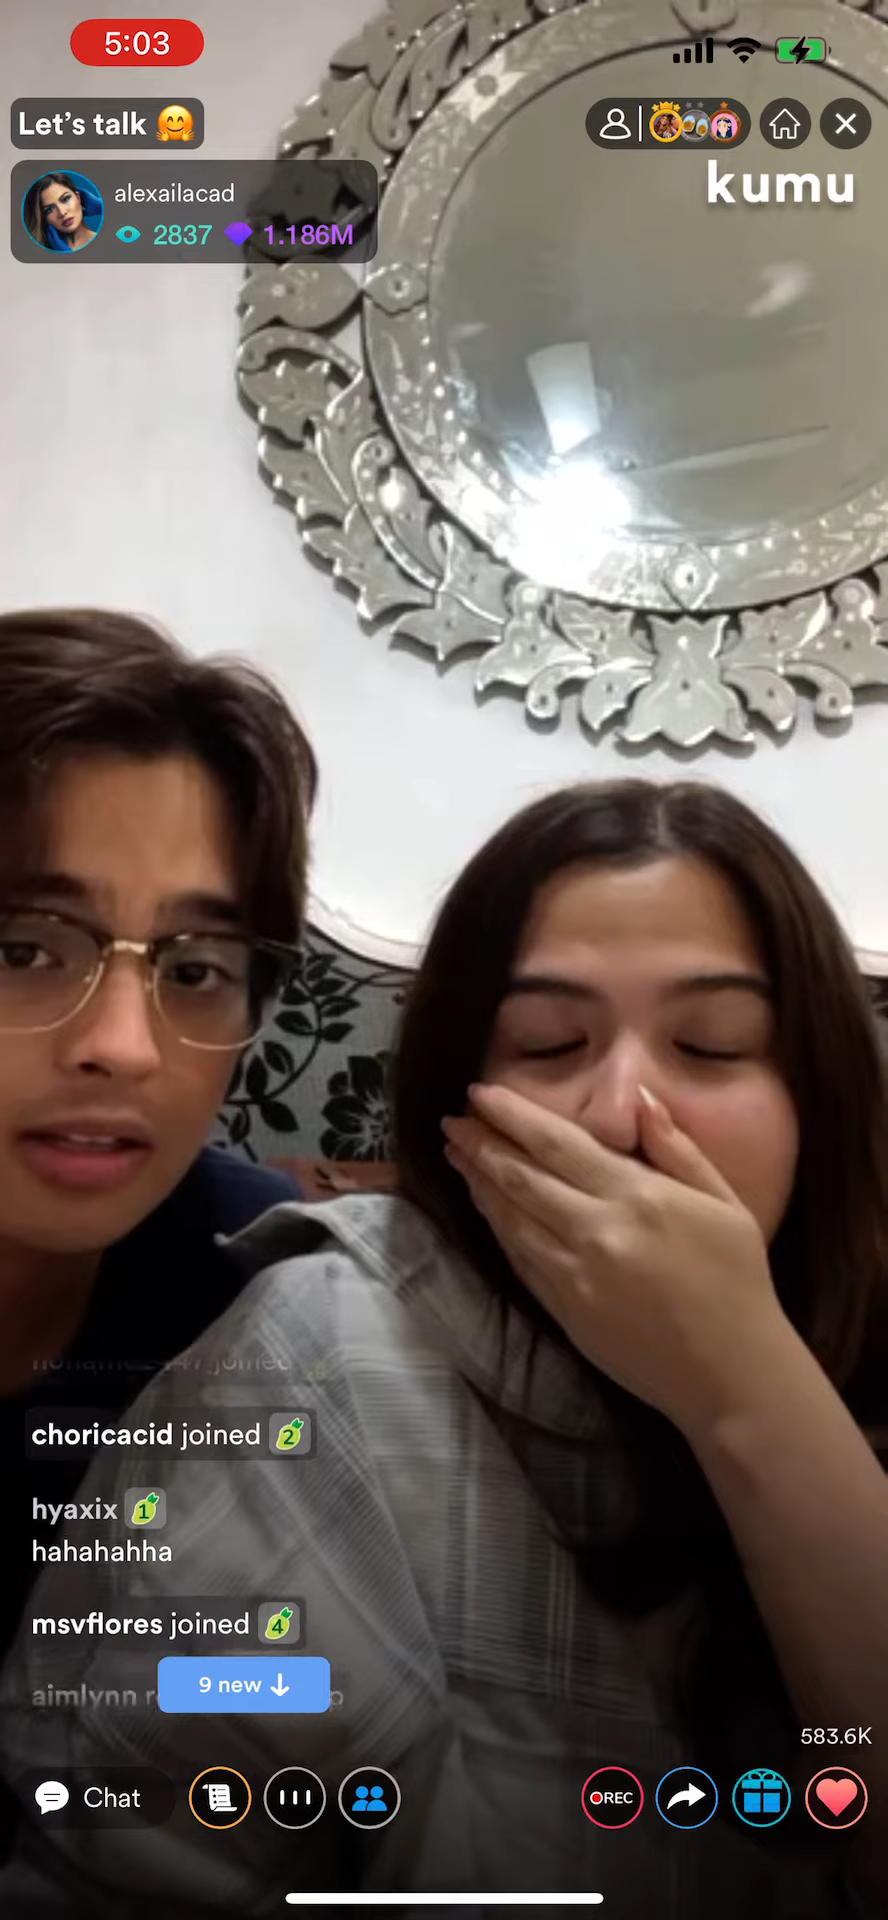 5:03
Let's talk 🤗
alexailacad
2837 1.186M
kumu
choricacid joined 2
hyaxix 1
hahahahha
msvflores joined 4
aimlynn
9 new ↓
583.6K
Chat
REC